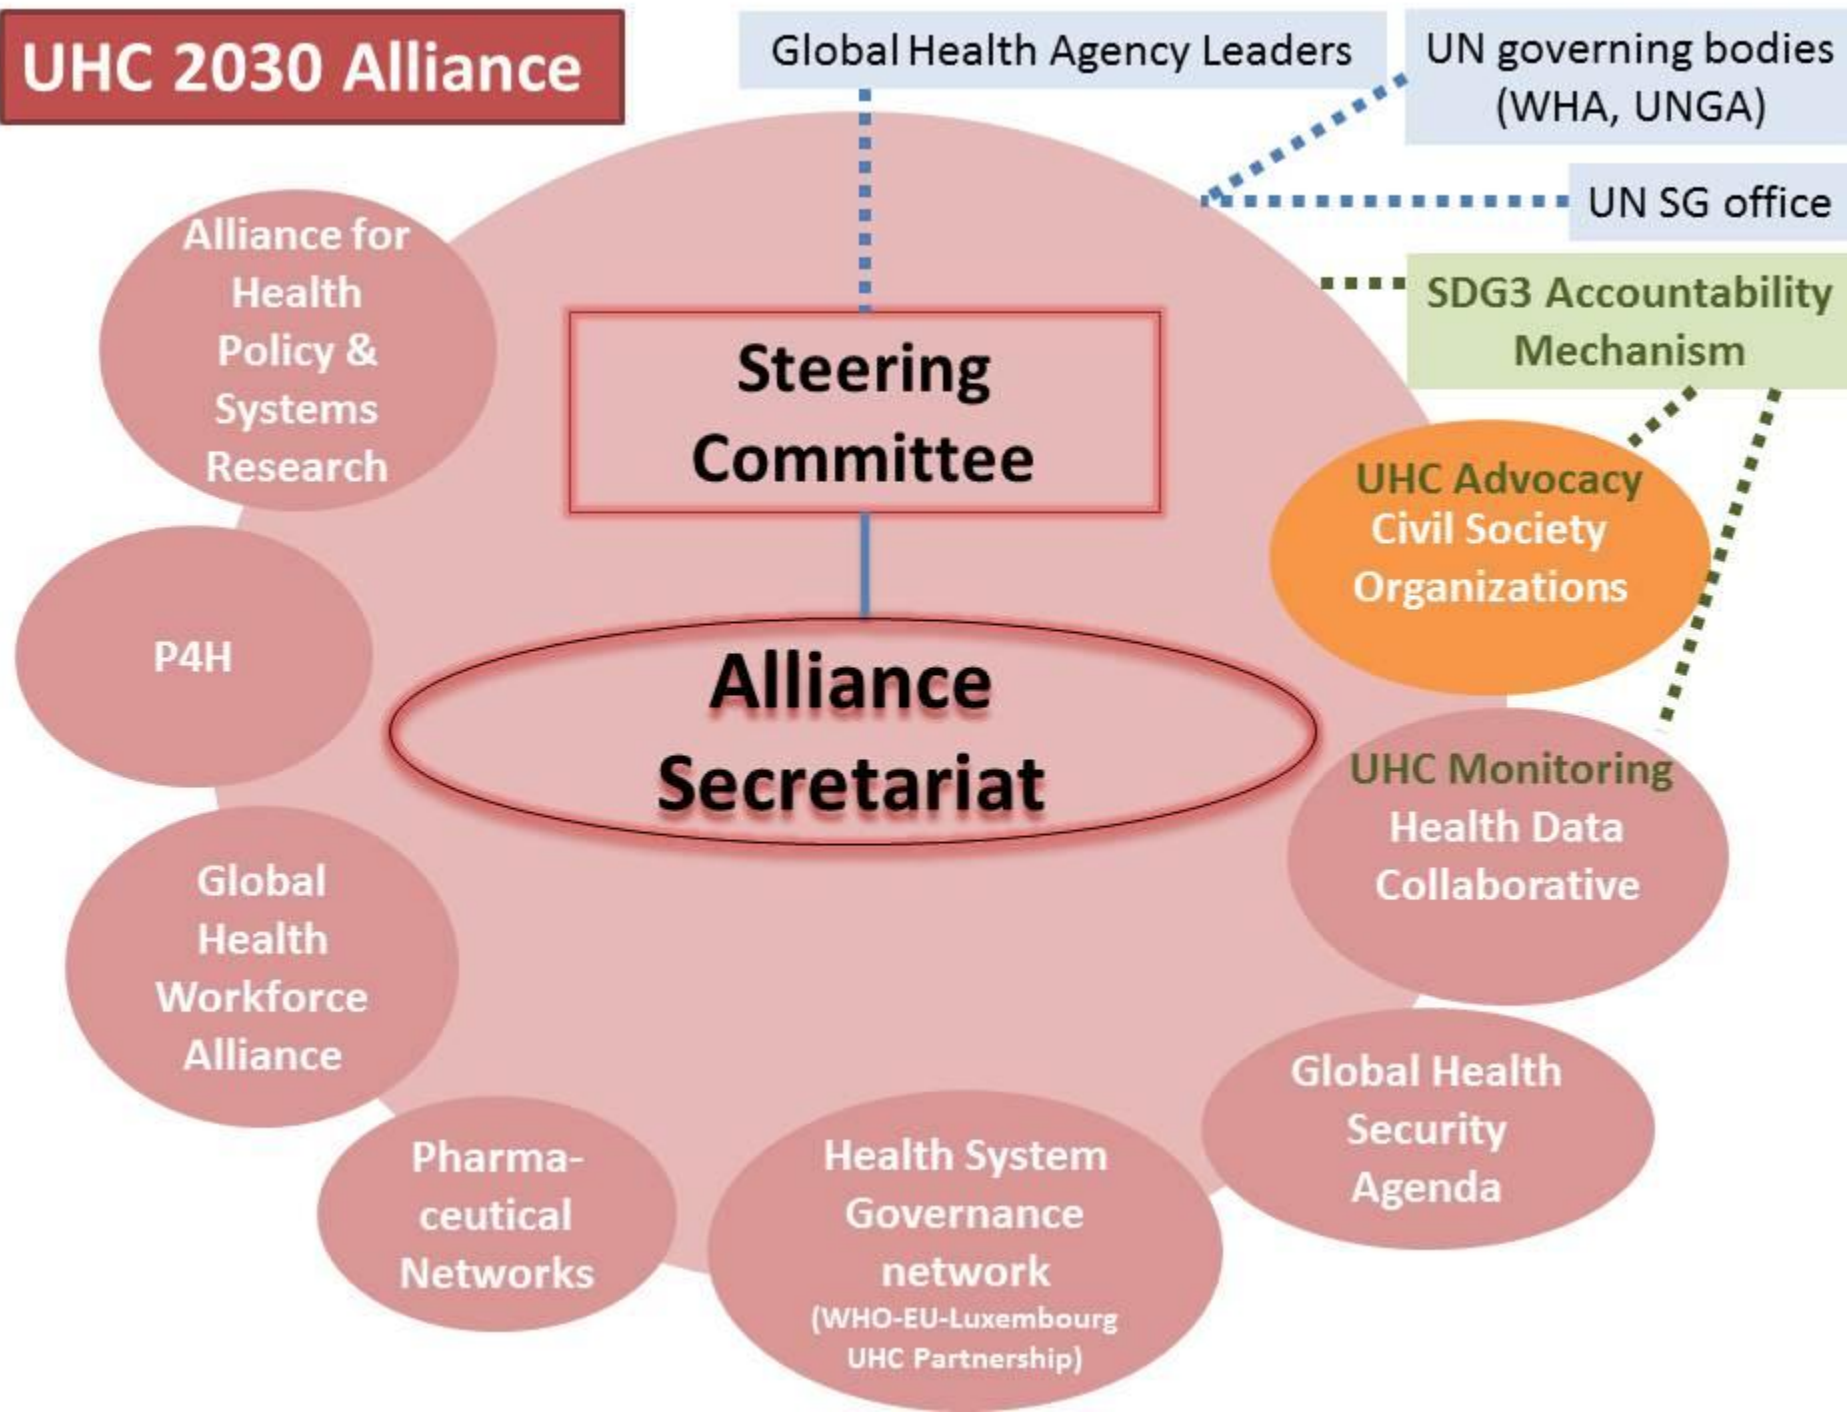 UHC 2030 Alliance
Global Health Agency Leaders
UN governing bodies
(WHA, UNGA)
UN SG office
SDG3 Accountability
Mechanism
Alliance for
Health
Policy &
Systems
Research
Steering
Committee
UHC Advocacy
Civil Society
Organizations
P4H
Alliance
Secretariat
UHC Monitoring
Health Data
Collaborative
Global
Health
Workforce
Alliance
Global Health
Security
Agenda
Pharma-
ceutical
Networks
Health System
Governance
network
(WHO-EU-Luxembourg
UHC Partnership)